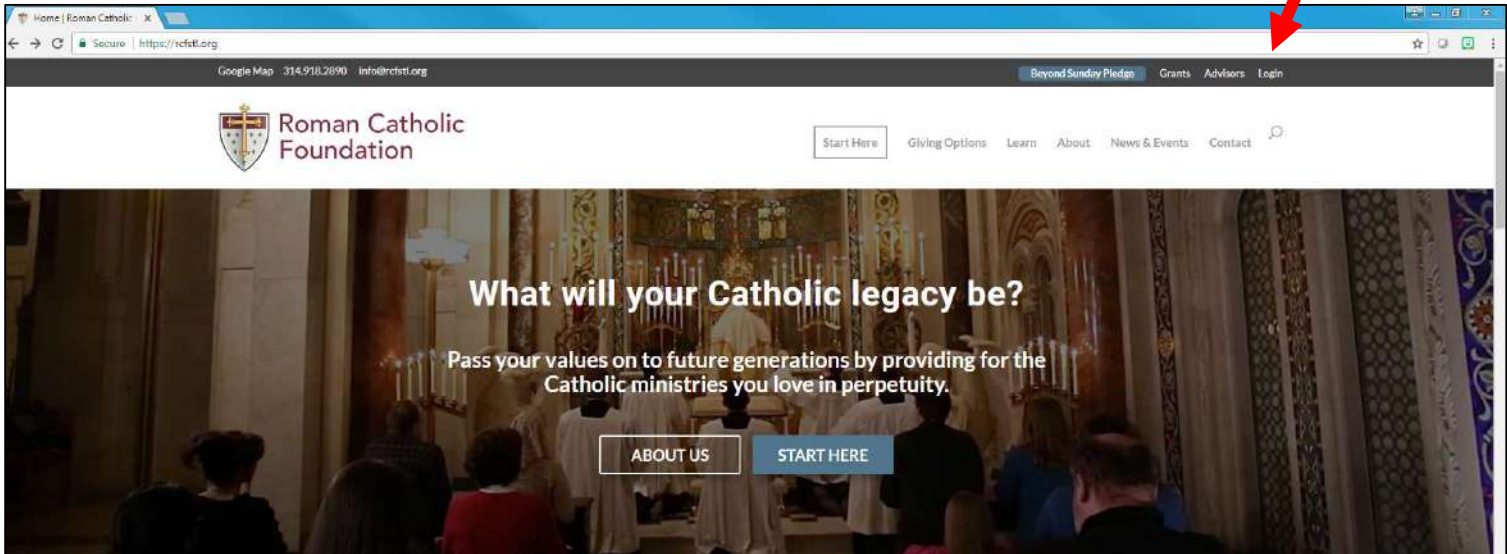 Home | Roman Catholic X
Secure https://rcfstl.org
Google Map 314.918.2890 info@rcfstl.org Beyond Sunday Pledge Grants Advisors Login
Roman Catholic
Foundation
Start Here Giving Options Learn About News & Events Contact
What will your Catholic legacy be?
Pass your values on to future generations by providing for the
Catholic ministries you love in perpetuity.
ABOUT US START HERE